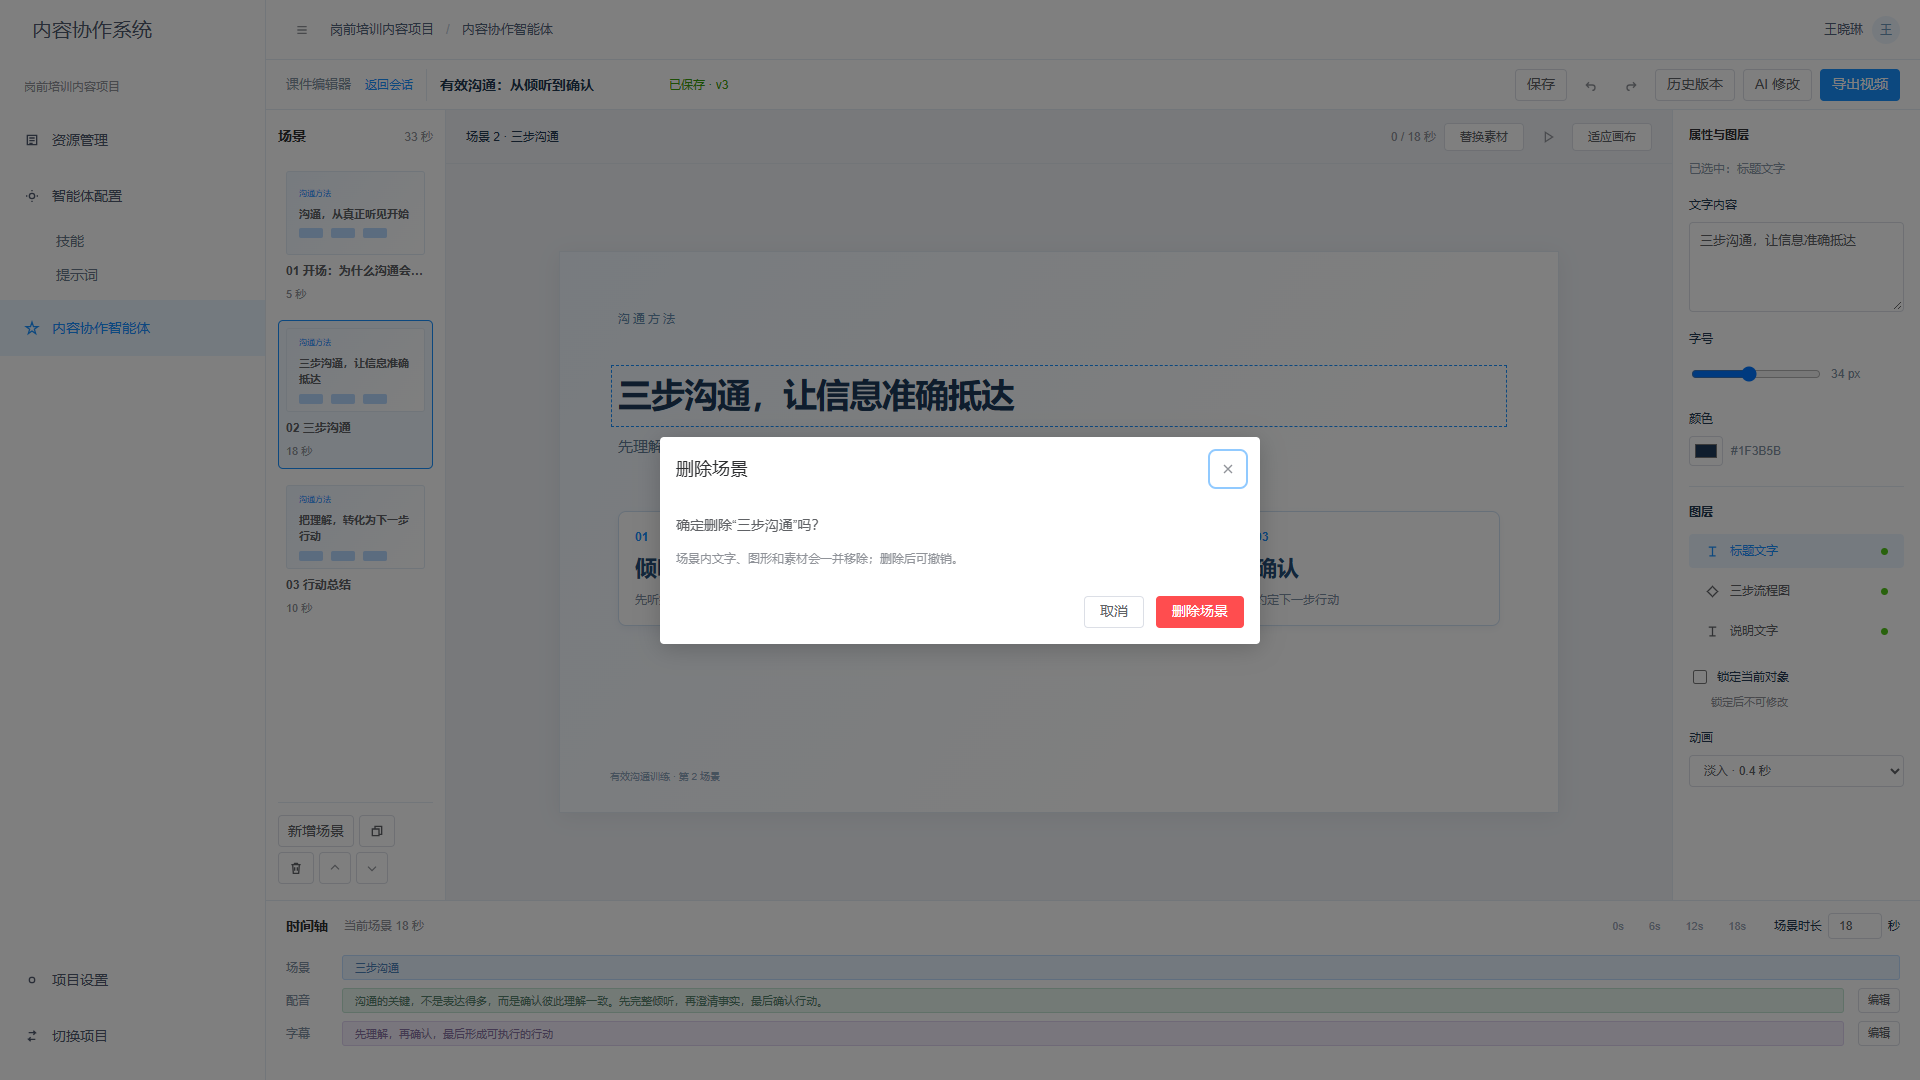 内容协作系统
岗前培训内容项目 / 内容协作智能体
王晓琳 王
岗前培训内容项目
资源管理
智能体配置
技能
提示词
内容协作智能体
项目设置
切换项目
课件编辑器 返回会话 有效沟通：从倾听到确认 已保存 · v3
保存 历史版本 AI 修改 导出视频
场景 33 秒
沟通方法
沟通，从真正听见开始
01 开场：为什么沟通会...
5 秒
沟通方法
三步沟通，让信息准确
抵达
02 三步沟通
18 秒
沟通方法
把理解，转化为下一步
行动
03 行动总结
10 秒
新增场景
场景 2 · 三步沟通 0 / 18 秒 替换素材 适应画布
沟通方法
三步沟通，让信息准确抵达
先理解
01
先听
确认
约定下一步行动
有效沟通训练 · 第 2 场景
删除场景
确定删除“三步沟通”吗？
场景内文字、图形和素材会一并移除；删除后可撤销。
取消 删除场景
属性与图层
已选中：标题文字
文字内容
三步沟通，让信息准确抵达
字号
34 px
颜色
#1F3B5B
图层
标题文字
三步流程图
说明文字
锁定当前对象
锁定后不可修改
动画
淡入 · 0.4 秒
时间轴 当前场景 18 秒 0s 6s 12s 18s 场景时长 18 秒
场景 三步沟通
配音 沟通的关键，不是表达得多，而是确认彼此理解一致。先完整倾听，再澄清事实，最后确认行动。 编辑
字幕 先理解，再确认，最后形成可执行的行动 编辑